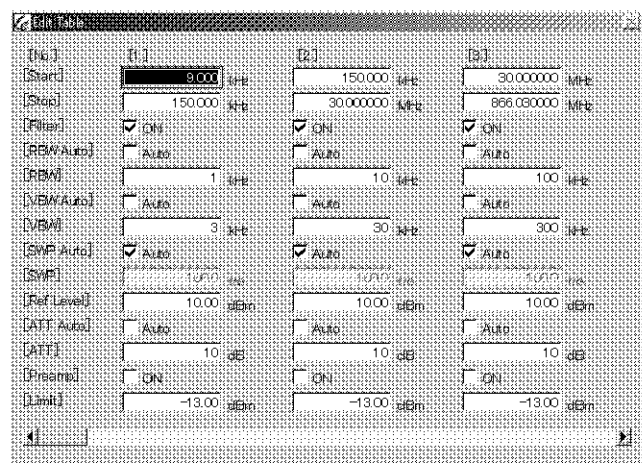 Edit Table
[No.] [1] [2] [3]
[Start] 9.000 kHz 150.000 kHz 30.000000 MHz
[Stop] 150.000 kHz 30.000000 MHz 866.030000 MHz
[Filter] ON ON ON
[RBW Auto] Auto Auto Auto
[RBW] 1 kHz 10 kHz 100 kHz
[VBW Auto] Auto Auto Auto
[VBW] 3 kHz 30 kHz 300 kHz
[SWP Auto] Auto Auto Auto
[SWP]
[Ref Level] 10.00 dBm 10.00 dBm 10.00 dBm
[ATT Auto] Auto Auto Auto
[ATT] 10 dB 10 dB 10 dB
[Preamp] ON ON ON
[Limit] -13.00 dBm -13.00 dBm -13.00 dBm